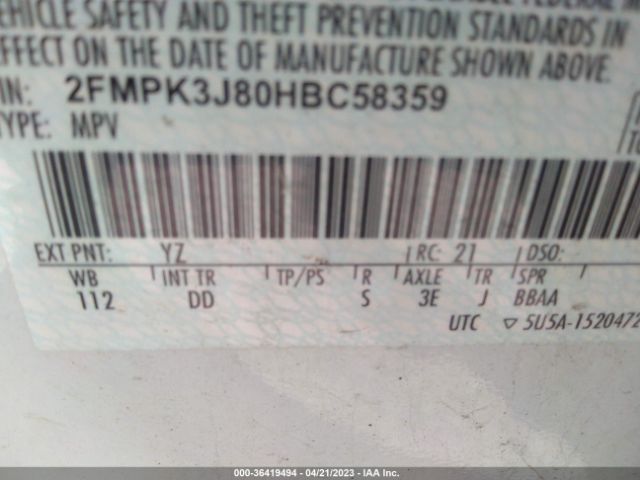 VEHICLE SAFETY AND THEFT PREVENTION STANDARDS IN
EFFECT ON THE DATE OF MANUFACTURE SHOWN ABOVE.
IN: 2FMPK3J80HBC58359
TYPE: MPV
EXT PNT: YZ RC: 21 DSO:
WB INT TR TP/PS R AXLE TR SPR
112 DD S 3E J BBAA
UTC ▽ 5U5A-1520472
000-36419494 - 04/21/2023 - IAA Inc.